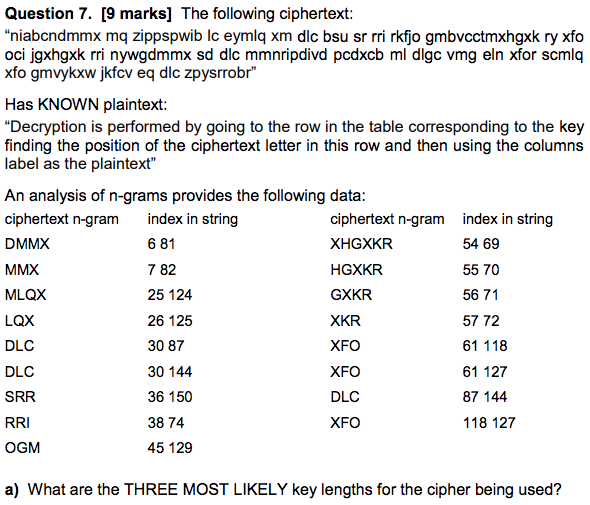 Question 7. [9 marks] The following ciphertext:
“niabcndmmx mq zippspwib lc eymlq xm dlc bsu sr rri rkfjo gmbvcctmxhgxk ry xfo
oci jgxhgxk rri nywgdmmx sd dlc mmnripdivd pcdxcb ml dlgc vmg eln xfor scmlq
xfo gmvykxw jkfcv eq dlc zpysrrobr”
Has KNOWN plaintext:
“Decryption is performed by going to the row in the table corresponding to the key
finding the position of the ciphertext letter in this row and then using the columns
label as the plaintext”
An analysis of n-grams provides the following data:
ciphertext n-gram index in string ciphertext n-gram index in string
DMMX 6 81 XHGXKR 54 69
MMX 7 82 HGXKR 55 70
MLQX 25 124 GXKR 56 71
LQX 26 125 XKR 57 72
DLC 30 87 XFO 61 118
DLC 30 144 XFO 61 127
SRR 36 150 DLC 87 144
RRI 38 74 XFO 118 127
OGM 45 129
a) What are the THREE MOST LIKELY key lengths for the cipher being used?